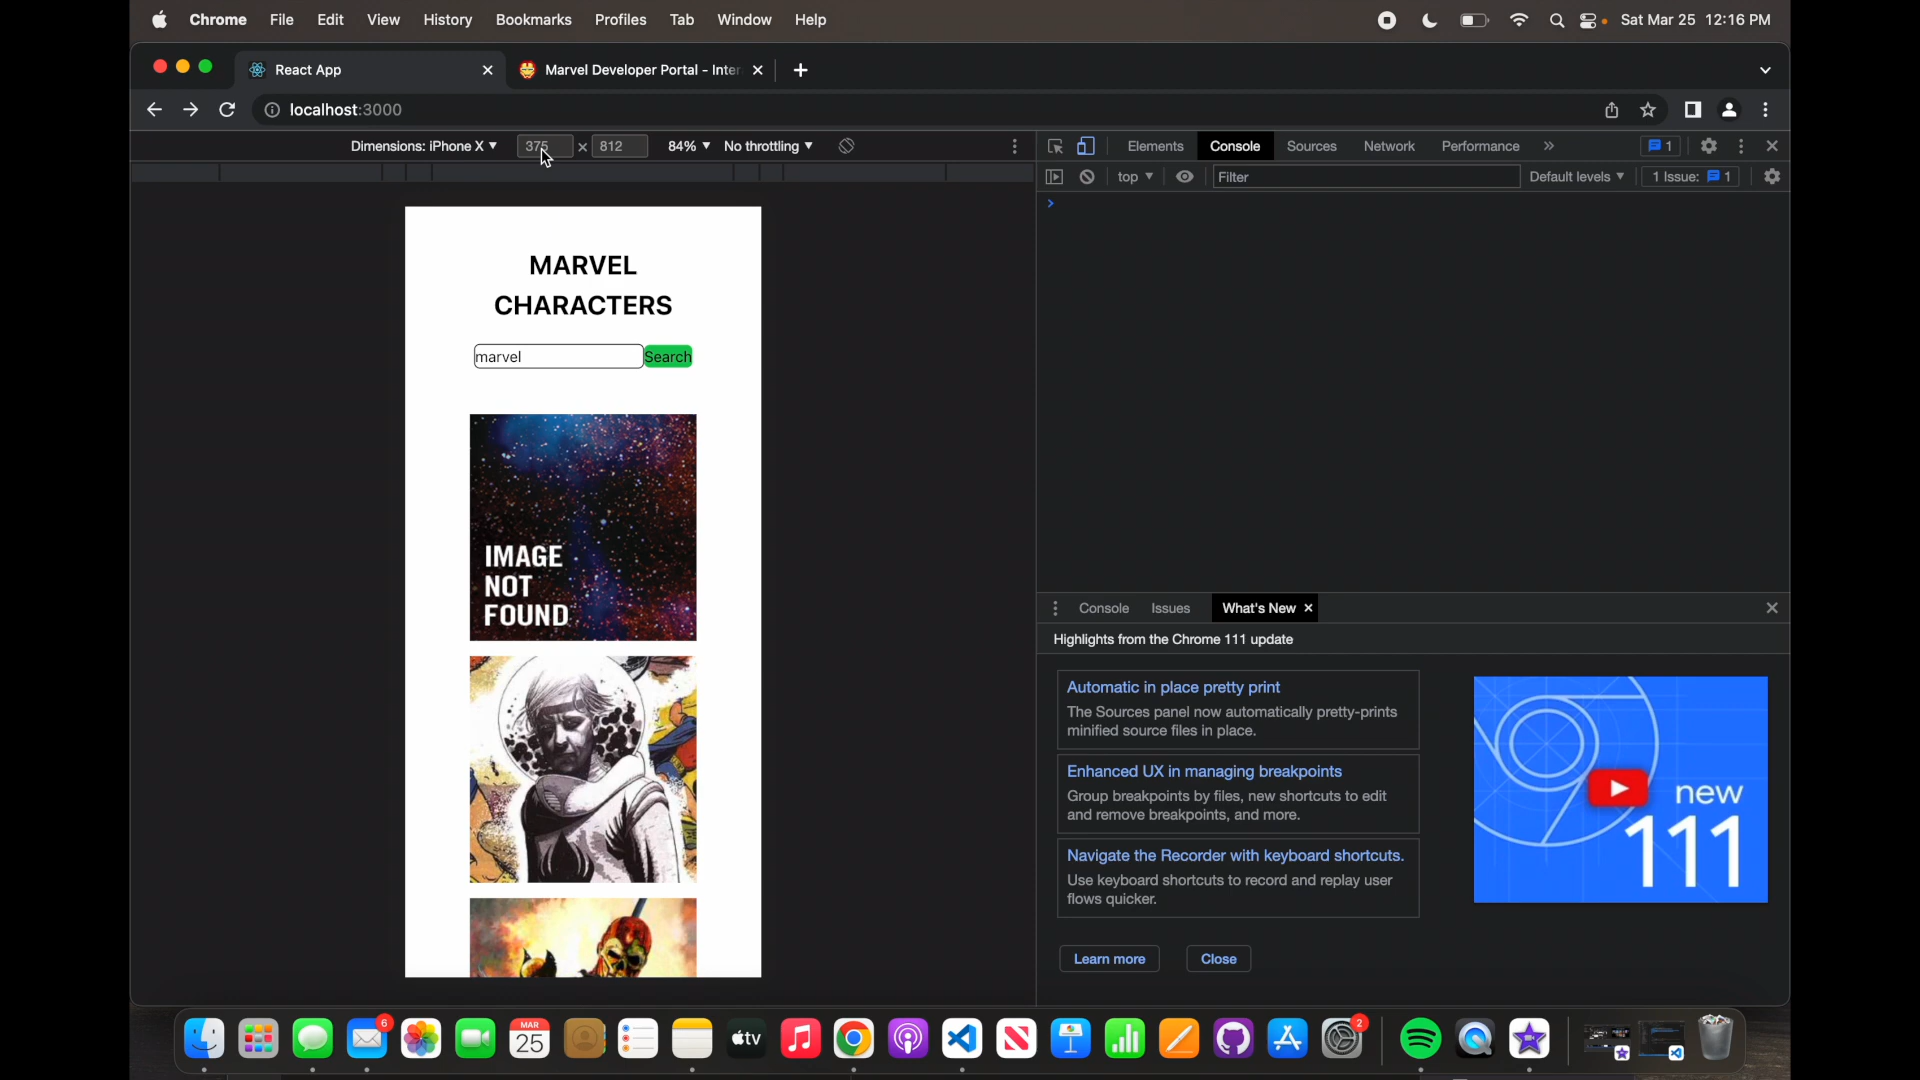 Chrome File Edit View History Bookmarks Profiles Tab Window Help Sat Mar 25 12:16 PM
React App Marvel Developer Portal - Inter
localhost:3000
Dimensions: iPhone X 375 × 812 84% No throttling
Elements Console Sources Network Performance » 1
top Filter Default levels 1 Issue: 1
MARVEL
CHARACTERS
marvel Search
IMAGE
NOT
FOUND
Console Issues What's New ×
Highlights from the Chrome 111 update
Automatic in place pretty print
The Sources panel now automatically pretty-prints
minified source files in place.
Enhanced UX in managing breakpoints
Group breakpoints by files, new shortcuts to edit
and remove breakpoints, and more.
Navigate the Recorder with keyboard shortcuts.
Use keyboard shortcuts to record and replay user
flows quicker.
new
111
Learn more Close
6 MAR 25 tv 2